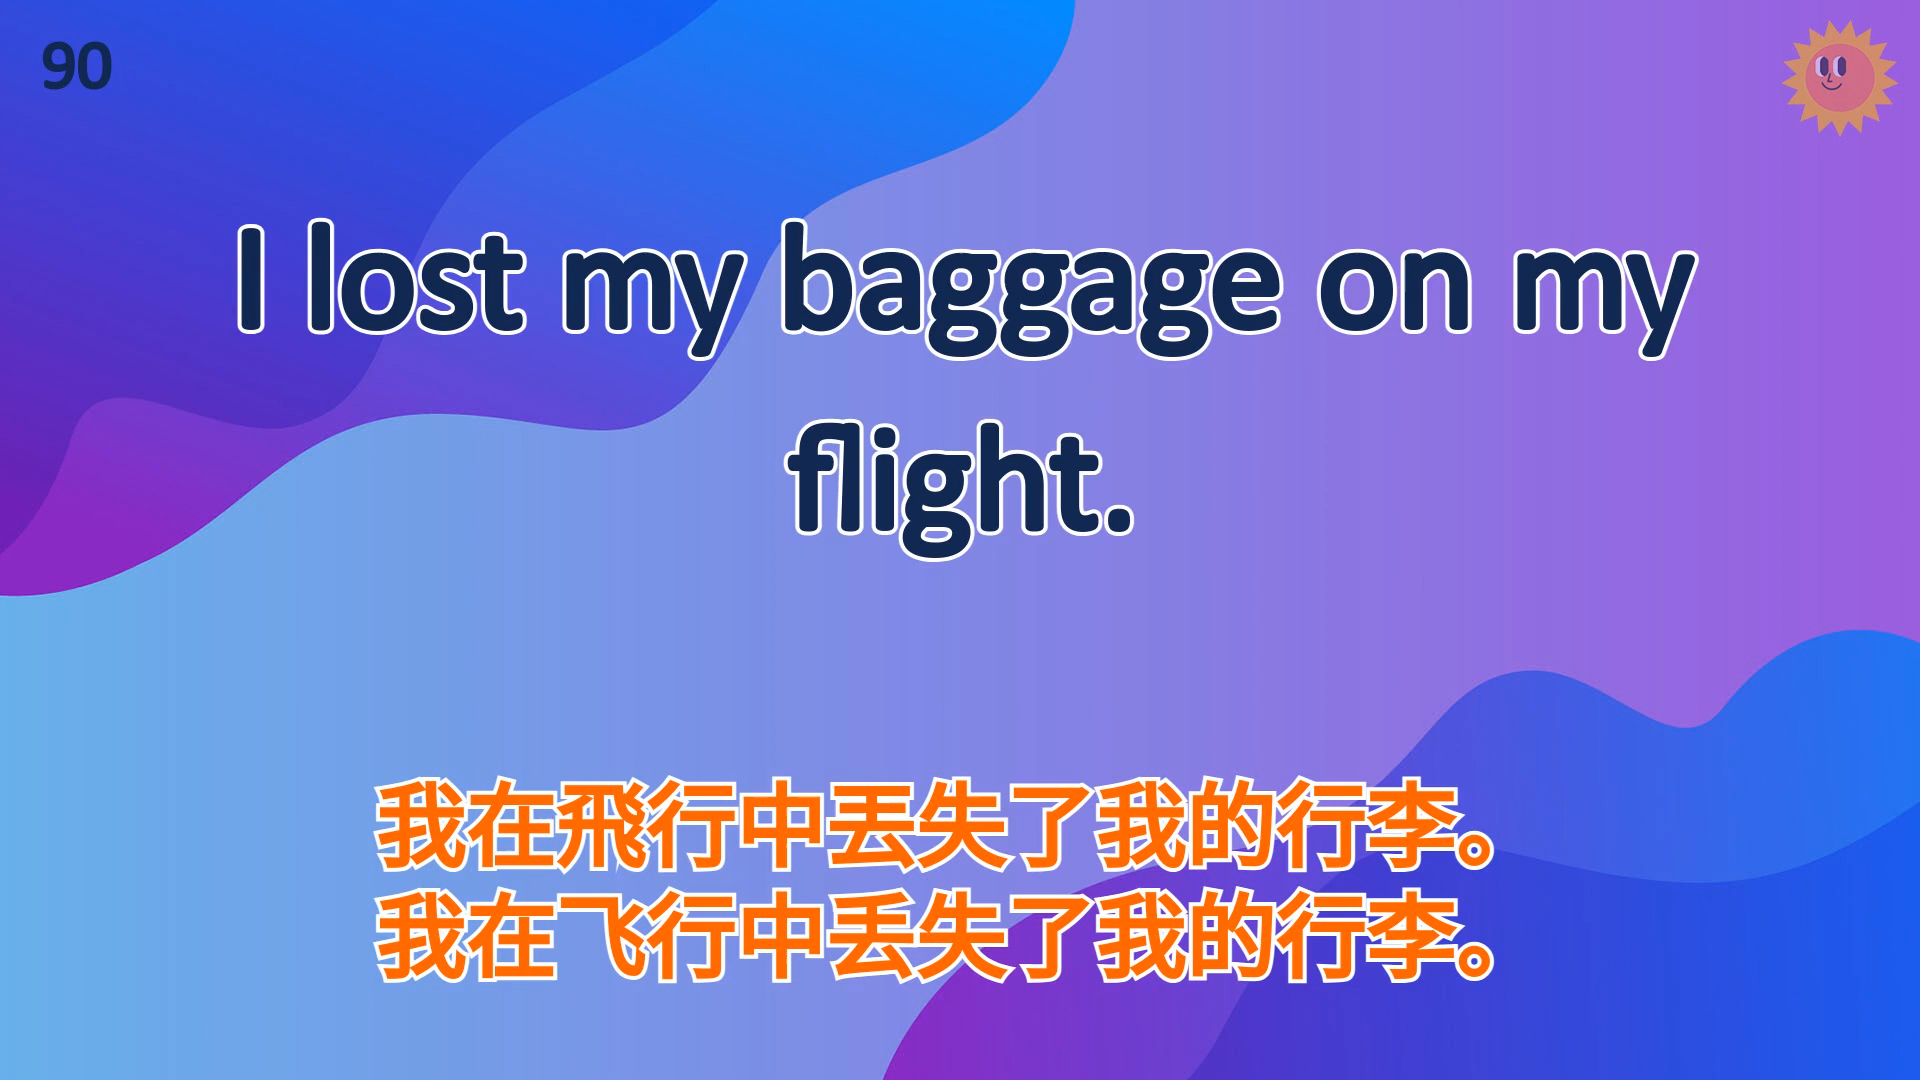 90
I lost my baggage on my
flight.
我在飛行中丟失了我的行李。
我在飞行中丢失了我的行李。